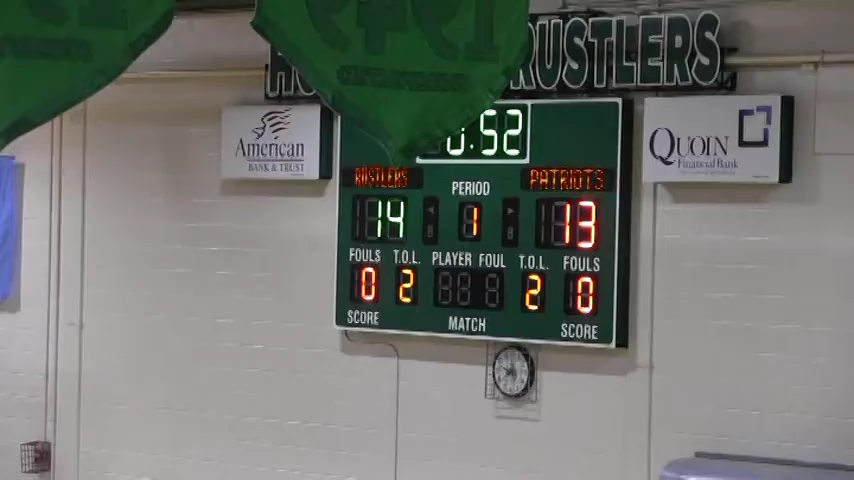 RUSTLERS
American
BANK & TRUST
QUOIN
Financial Bank
:52
RUSTLERS
PERIOD
PATRIOTS
14
1
13
FOULS T.O.L. PLAYER FOUL T.O.L. FOULS
0 2 2 0
SCORE MATCH SCORE